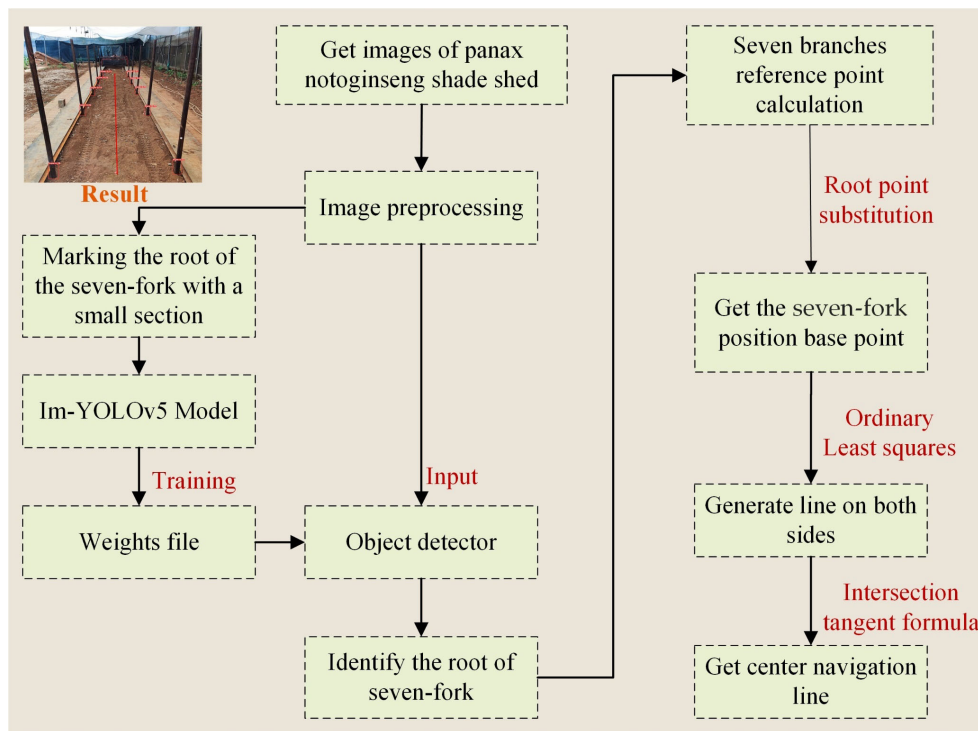 Get images of panax
notoginseng shade shed
Image preprocessing
Result
Marking the root of
the seven-fork with a
small section
Im-YOLOv5 Model
Training
Weights file
Input
Object detector
Identify the root of
seven-fork
Seven branches
reference point
calculation
Root point
substitution
Get the seven-fork
position base point
Ordinary
Least squares
Generate line on both
sides
Intersection
tangent formula
Get center navigation
line